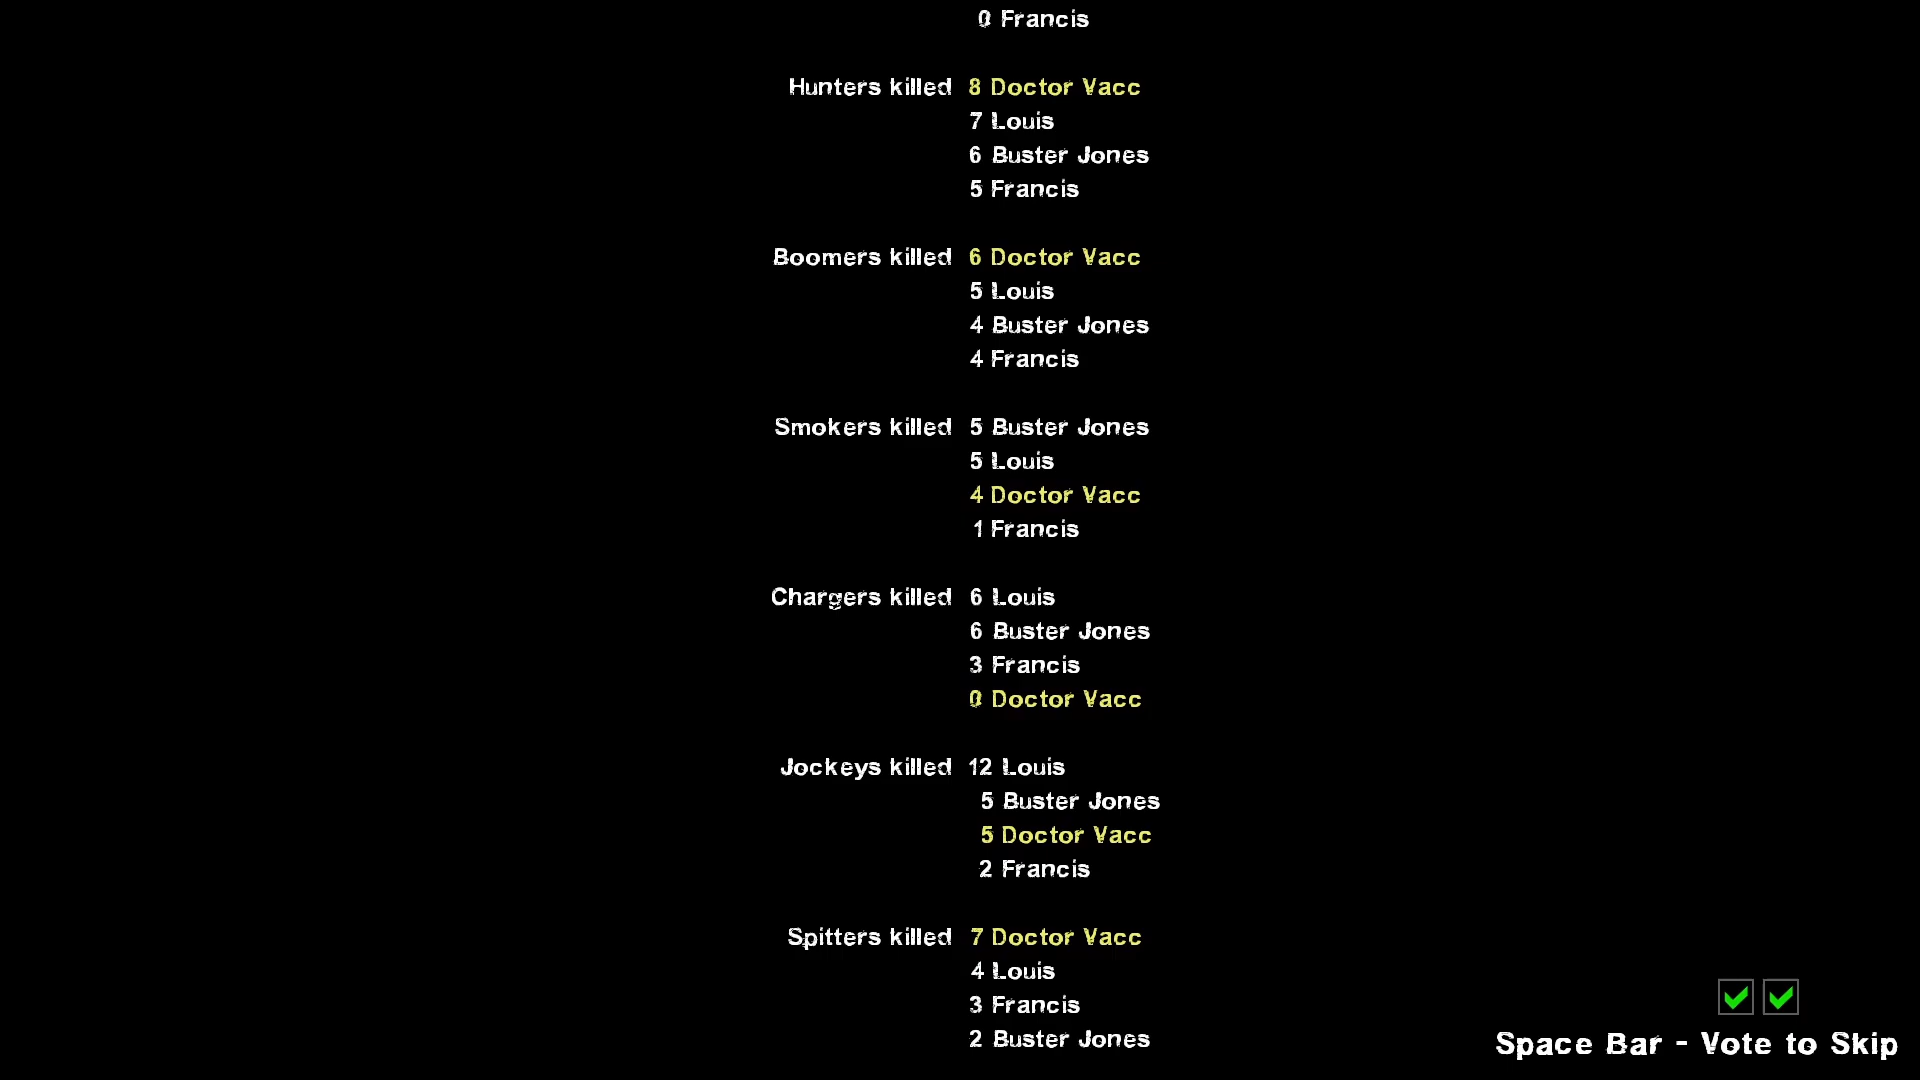 0 Francis
Hunters killed 8 Doctor Vacc
7 Louis
6 Buster Jones
5 Francis
Boomers killed 6 Doctor Vacc
5 Louis
4 Buster Jones
4 Francis
Smokers killed 5 Buster Jones
5 Louis
4 Doctor Vacc
1 Francis
Chargers killed 6 Louis
6 Buster Jones
3 Francis
0 Doctor Vacc
Jockeys killed 12 Louis
5 Buster Jones
5 Doctor Vacc
2 Francis
Spitters killed 7 Doctor Vacc
4 Louis
3 Francis
2 Buster Jones
Space Bar - Vote to Skip